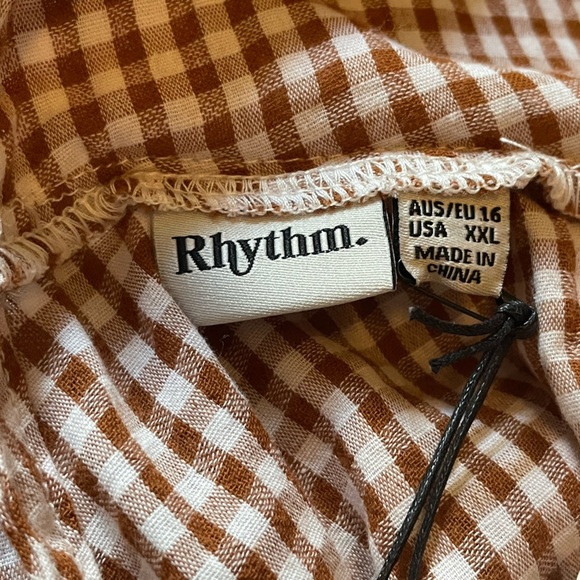 Rhythm.
AUS/EU 16
USA XXL
MADE IN
CHINA